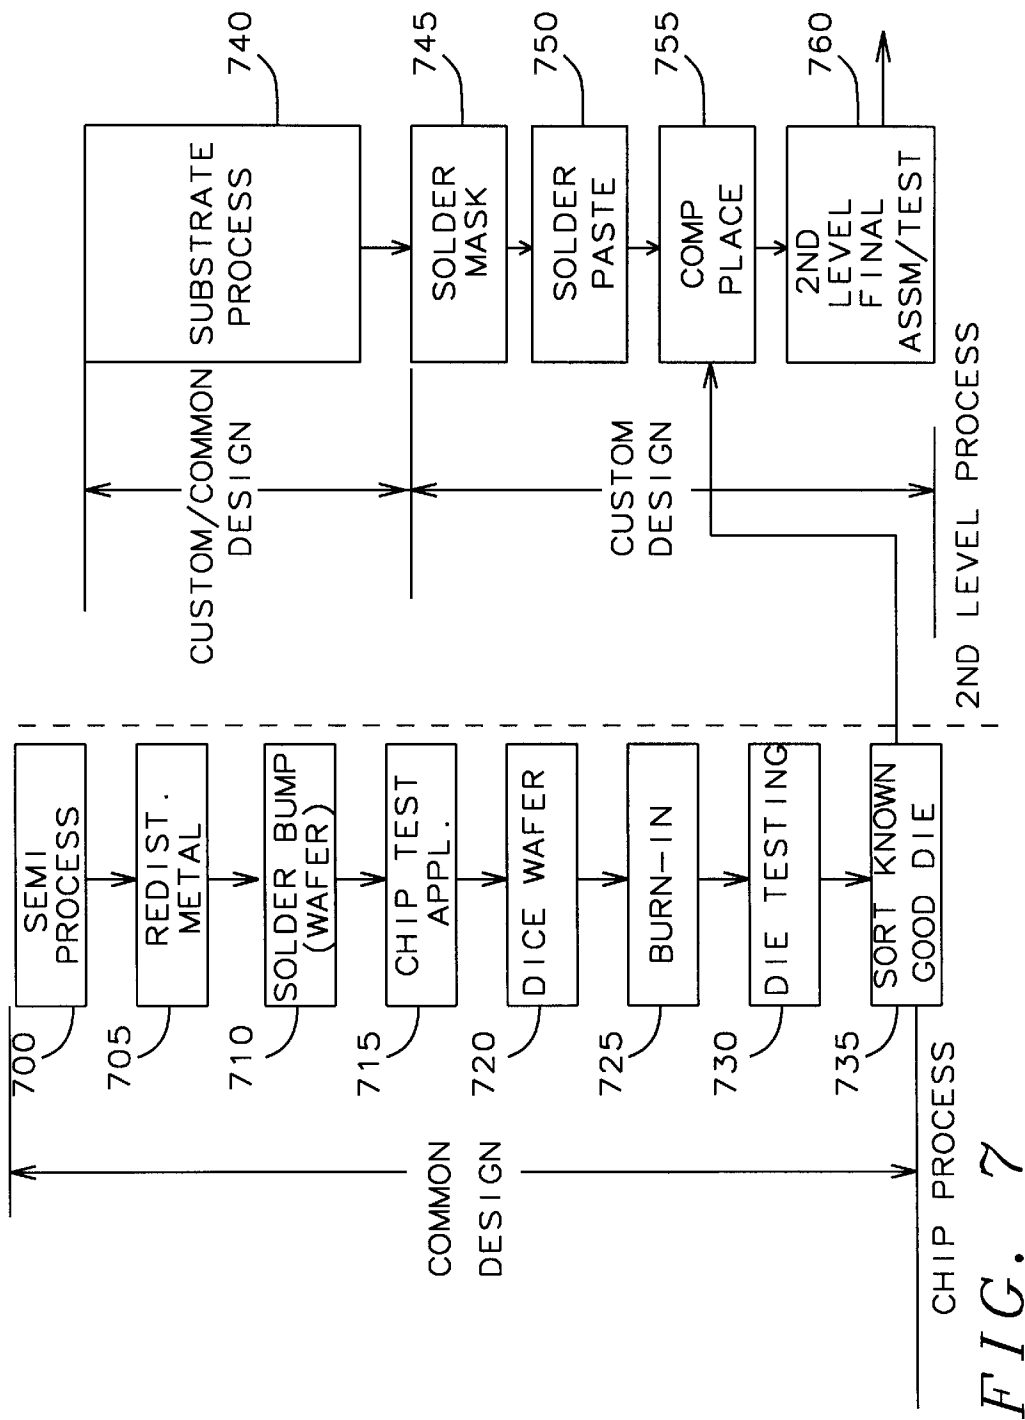 700
SEMI
PROCESS
705
REDIST.
METAL
710
SOLDER BUMP
(WAFER)
715
CHIP TEST
APPL.
720
DICE WAFER
725
BURN-IN
730
DIE TESTING
735
SORT KNOWN
GOOD DIE
COMMON
DESIGN
CHIP PROCESS
740
SUBSTRATE
PROCESS
745
SOLDER
MASK
750
SOLDER
PASTE
755
COMP
PLACE
760
2ND
LEVEL
FINAL
ASSM/TEST
CUSTOM/COMMON
DESIGN
CUSTOM
DESIGN
2ND LEVEL PROCESS
FIG. 7